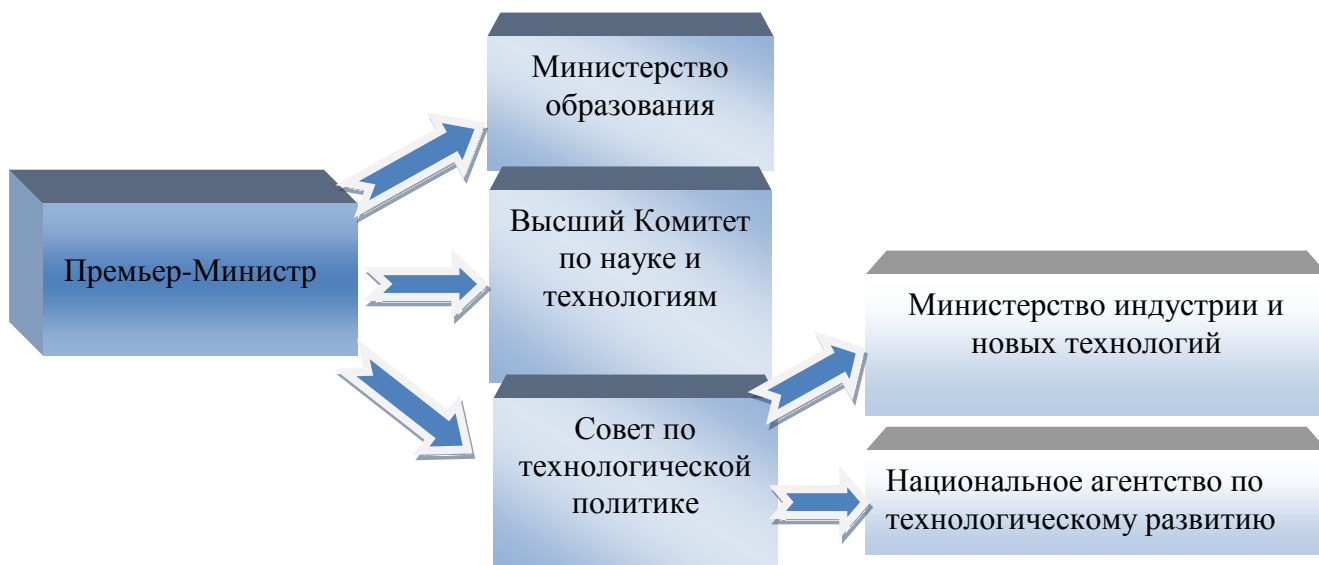 Министерство
образования
Премьер-Министр
Высший Комитет
по науке и
технологиям
Министерство индустрии и
новых технологий
Совет по
технологической
политике
Национальное агентство по
технологическому развитию